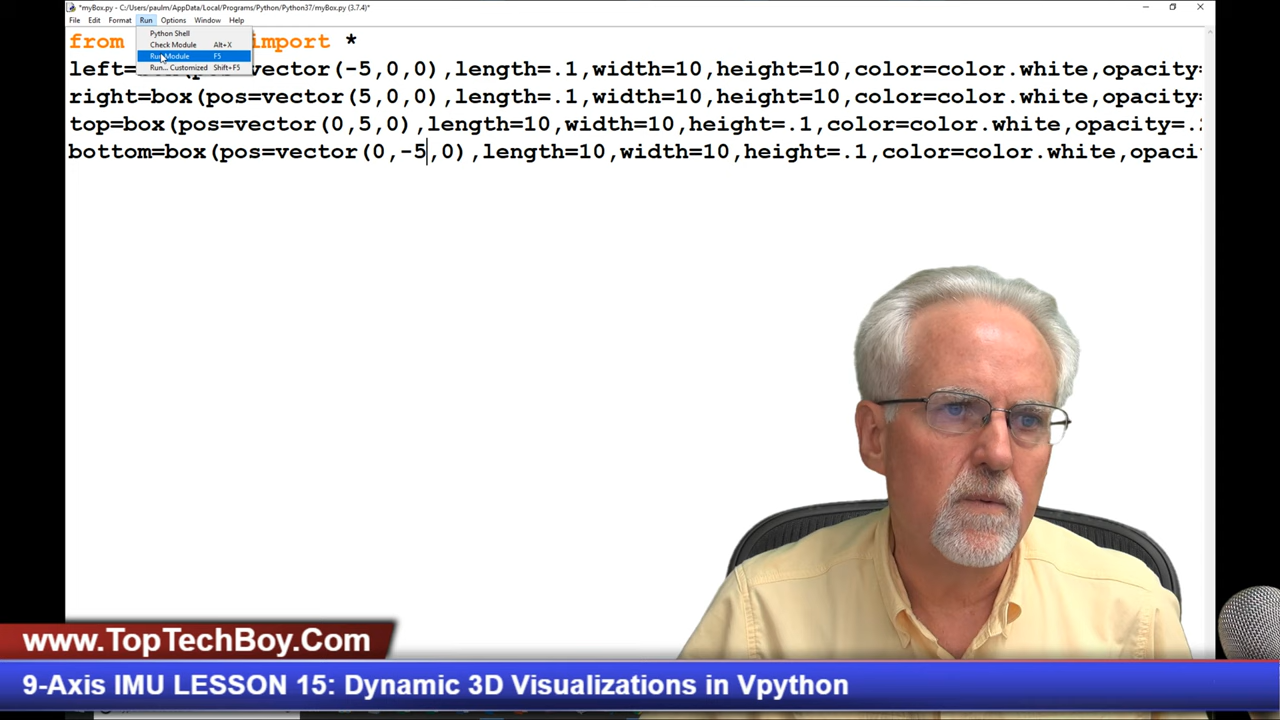 *myBox.py - C:/Users/paulm/AppData/Local/Programs/Python/Python37/myBox.py (3.7.4)*
File Edit Format Run Options Window Help
Python Shell
Check Module Alt+X
Run Module F5
Run... Customized Shift+F5
from import *
left= vector(-5,0,0),length=.1,width=10,height=10,color=color.white,opacity=
right=box(pos=vector(5,0,0),length=.1,width=10,height=10,color=color.white,opacity=
top=box(pos=vector(0,5,0),length=10,width=10,height=.1,color=color.white,opacity=.2
bottom=box(pos=vector(0,-5,0),length=10,width=10,height=.1,color=color.white,opaci
www.TopTechBoy.Com
9-Axis IMU LESSON 15: Dynamic 3D Visualizations in Vpython